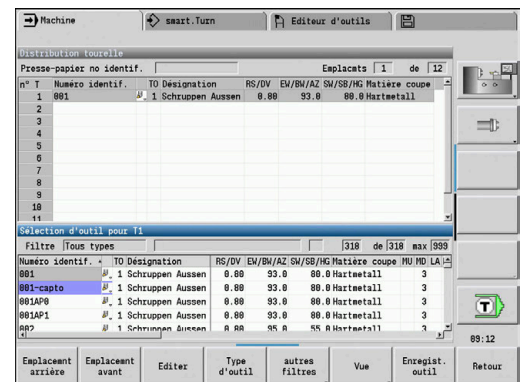 Machine smart.Turn Editeur d'outils
Distribution tourelle
Presse-papier no identif. Emplacmts 1 de 12
n° T Numéro identif. TO Désignation RS/DV EW/BW/AZ SW/SB/HG Matière coupe
1 001 1 Schruppen Aussen 0.80 93.0 80.0 Hartmetall
2
3
4
5
6
7
8
9
10
11
Sélection d'outil pour T1
Filtre Tous types 318 de 318 max 999
Numéro identif. TO Désignation RS/DV EW/BW/AZ SW/SB/HG Matière coupe MU MD LA
001 1 Schruppen Aussen 0.80 93.0 80.0 Hartmetall 3
001-capto 1 Schruppen Aussen 0.80 93.0 80.0 Hartmetall 3
001AP0 1 Schruppen Aussen 0.80 93.0 80.0 Hartmetall 3
001AP1 1 Schruppen Aussen 0.80 93.0 80.0 Hartmetall 3
002 1 Schruppen Aussen 0.80 95.0 55.0 Hartmetall 3
T
09:12
Emplacemnt arrière
Emplacemnt avant
Editer
Type d'outil
autres filtres
Vue
Enregist. outil
Retour